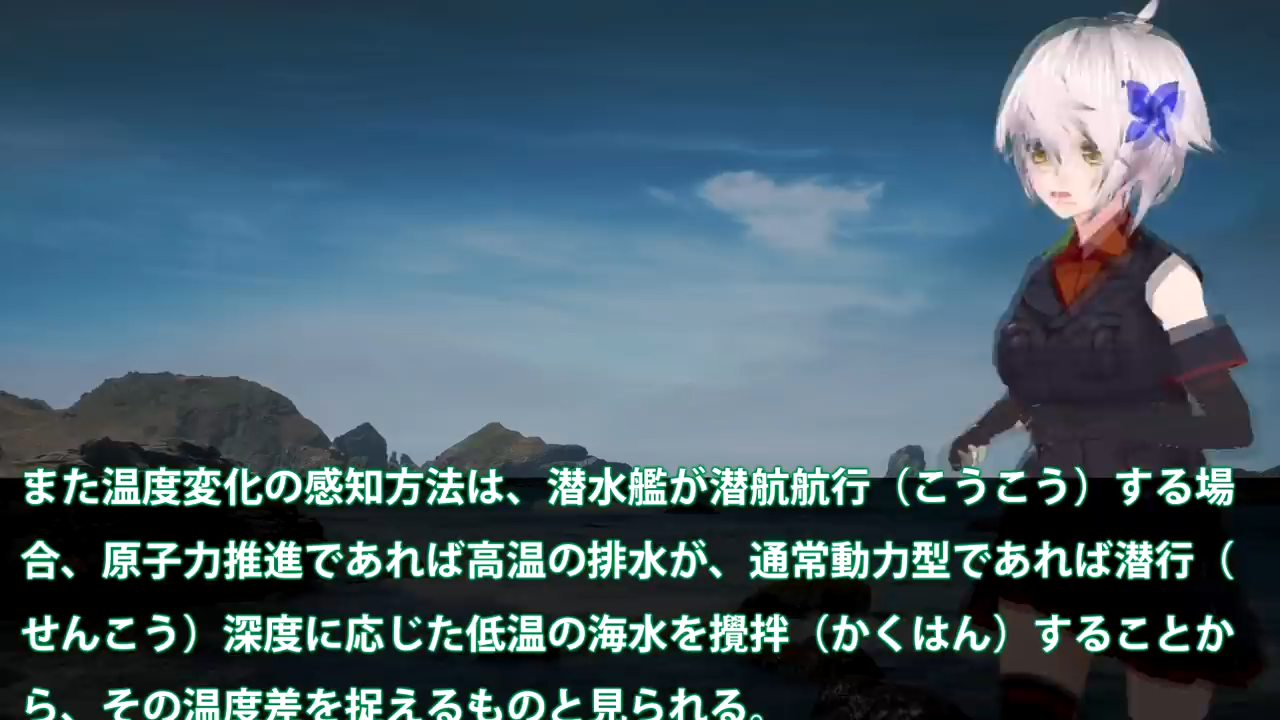 また温度変化の感知方法は、潜水艦が潜航航行（こうこう）する場
合、原子力推進であれば高温の排水が、通常動力型であれば潜行（
せんこう）深度に応じた低温の海水を攪拌（かくはん）することか
ら、その温度差を捉えるものと見られる。